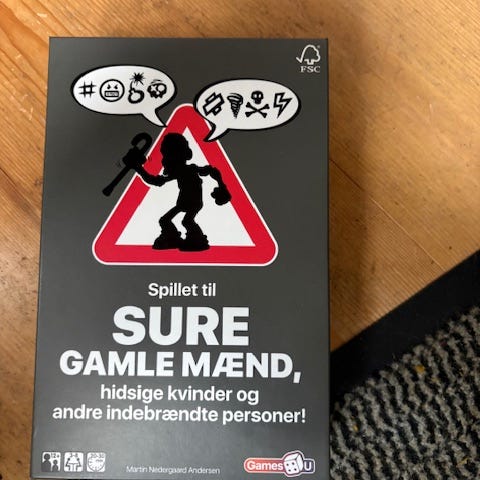 FSC
Spillet til
SURE
GAMLE MÆND,
hidsige kvinder og
andre indebrændte personer!
Martin Nedergaard Andersen
Games U